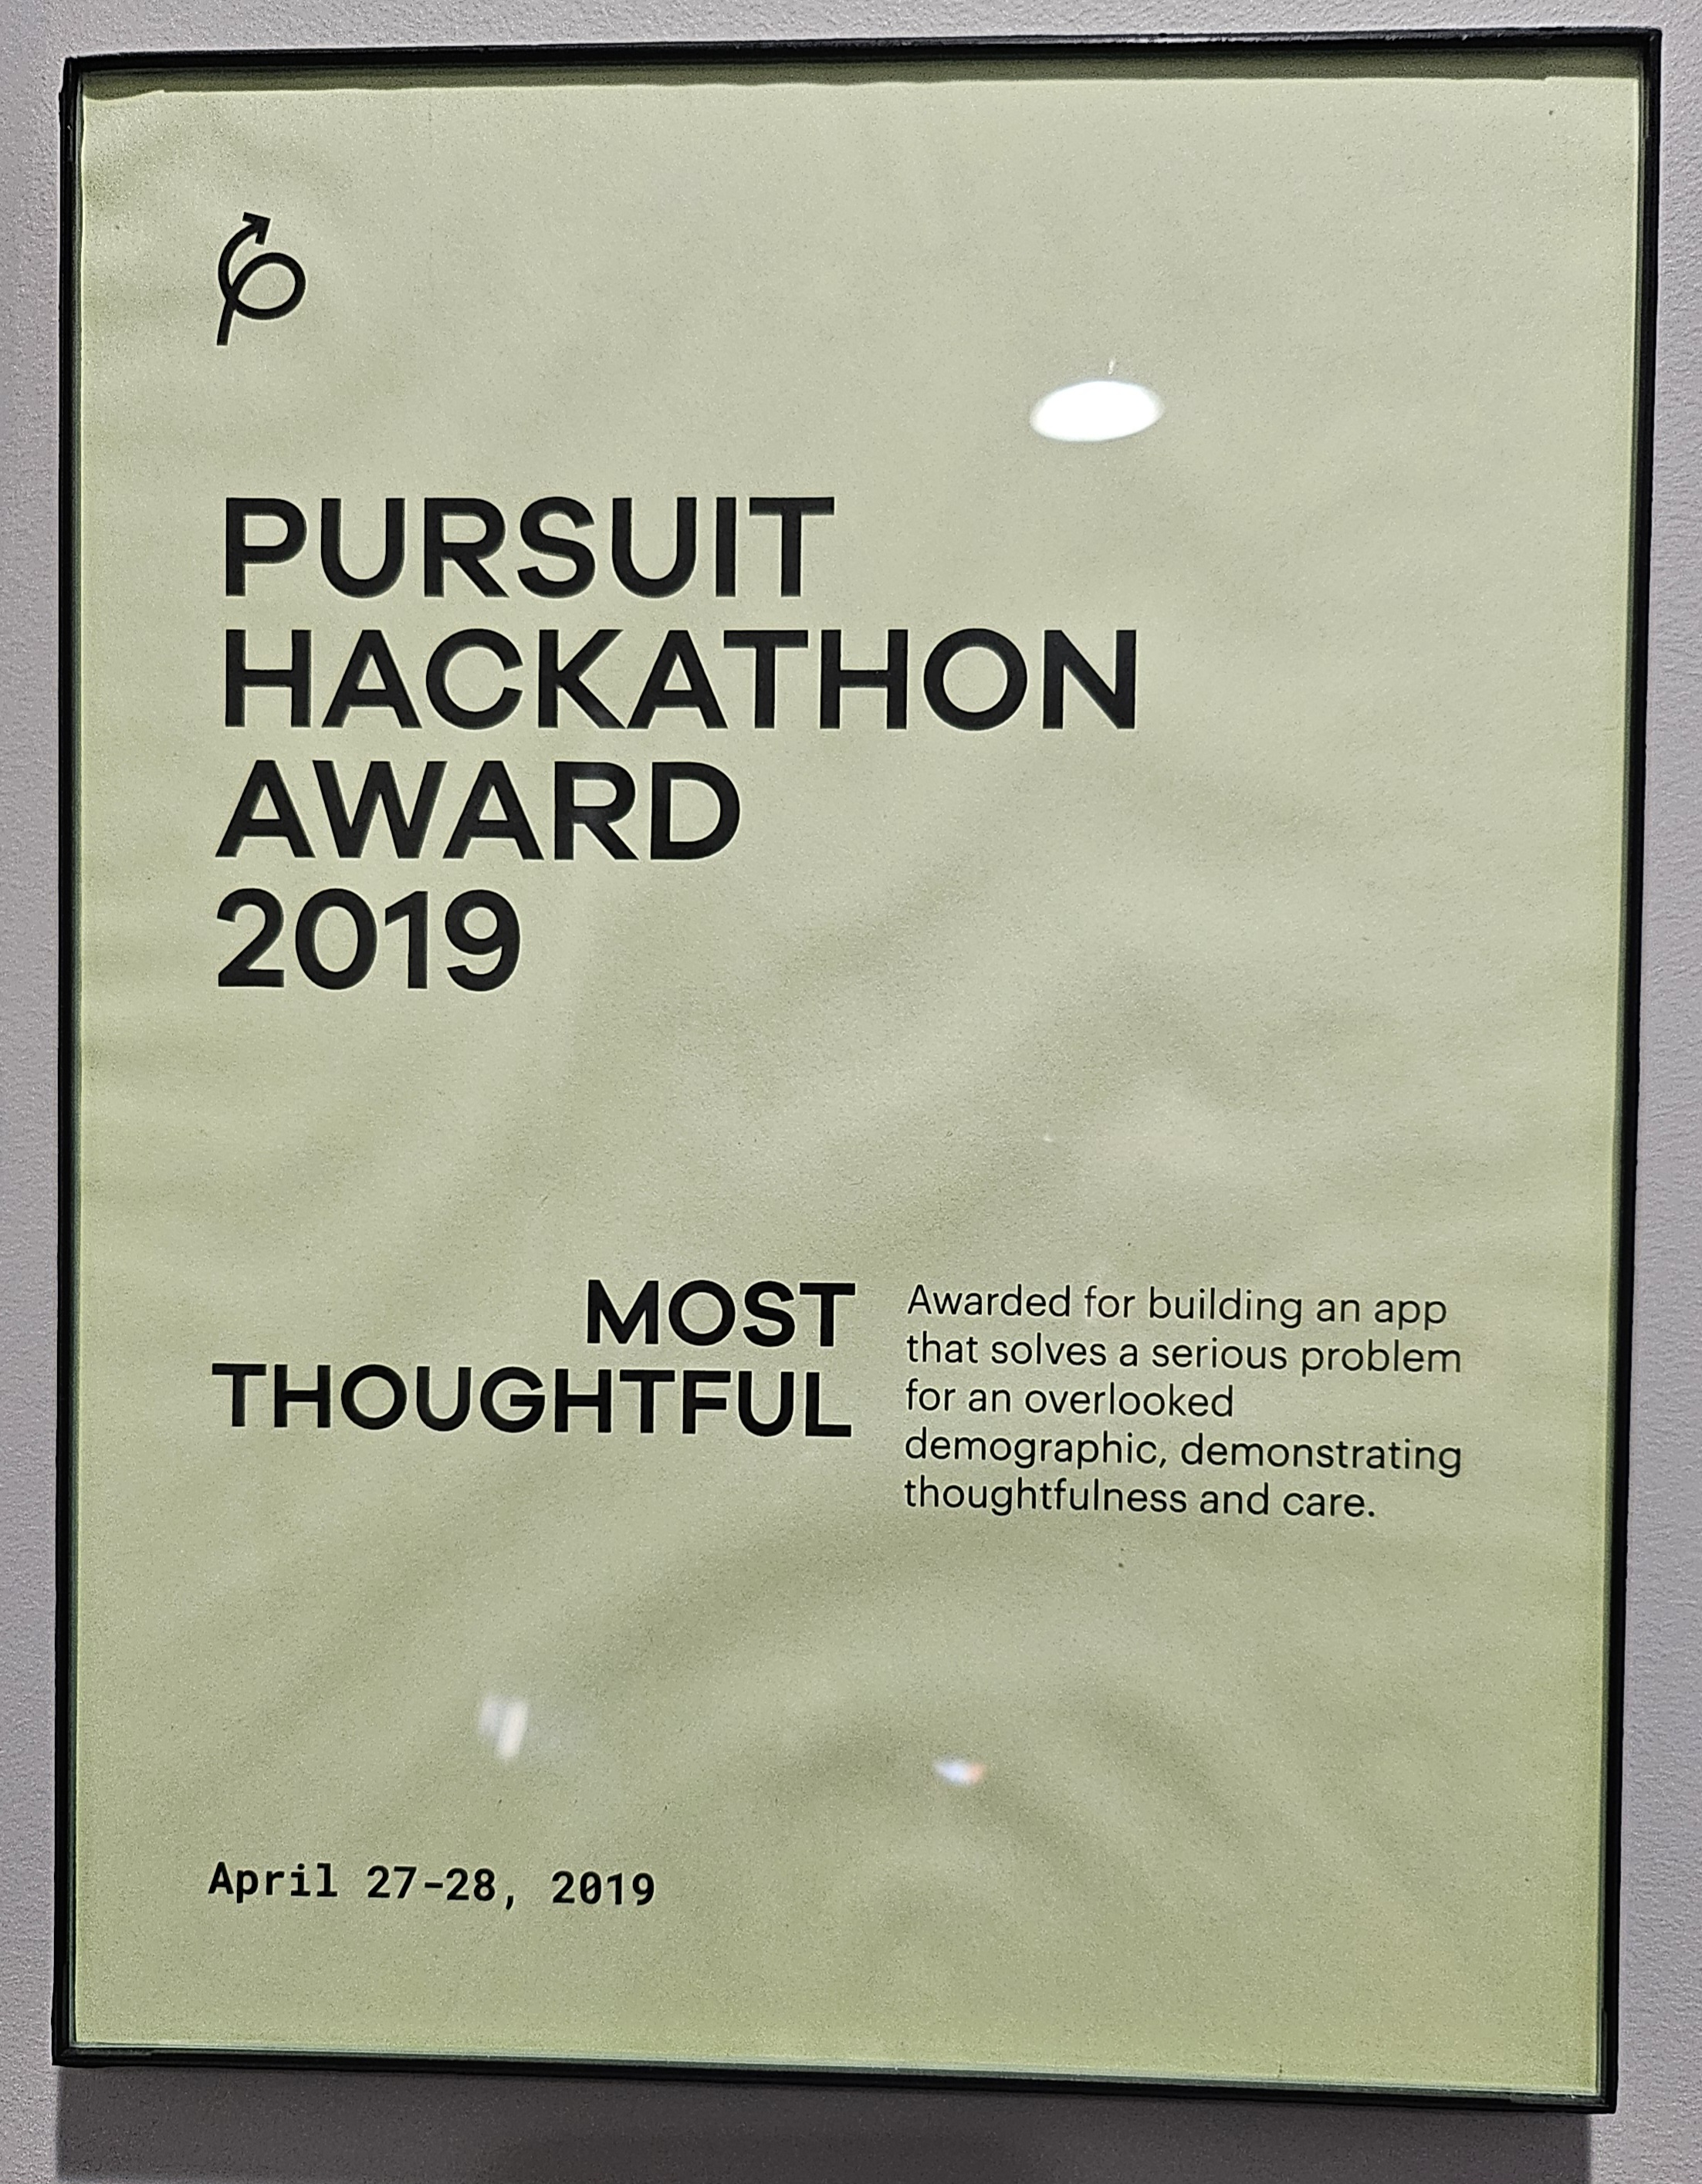 PURSUIT
HACKATHON
AWARD
2019
MOST
THOUGHTFUL
Awarded for building an app
that solves a serious problem
for an overlooked
demographic, demonstrating
thoughtfulness and care.
April 27-28, 2019